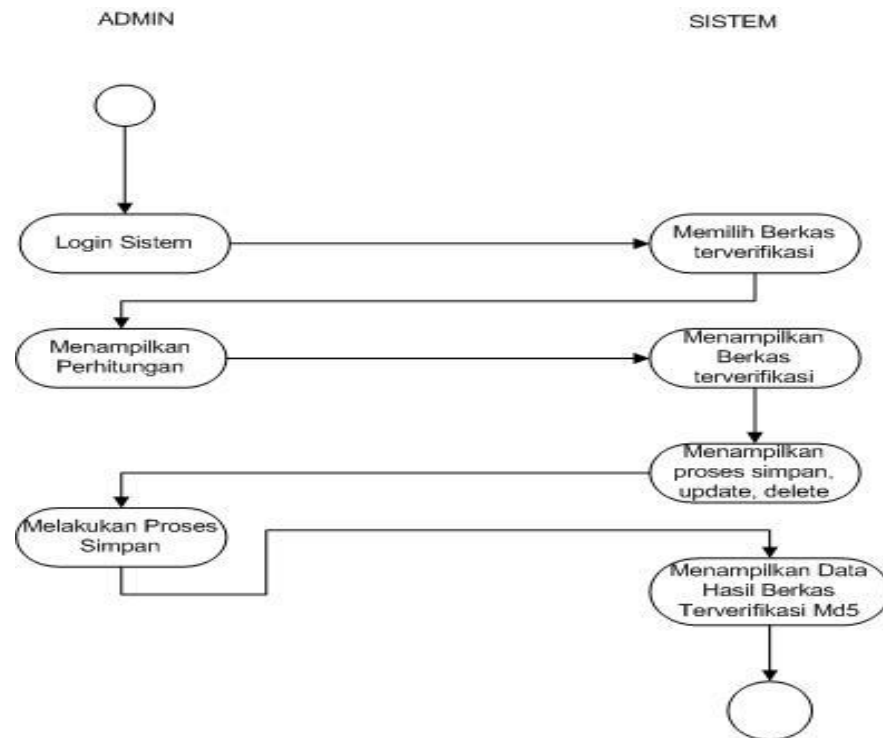 ADMIN
SISTEM
Login Sistem
Memilih Berkas
terverifikasi
Menampilkan
Perhitungan
Menampilkan
Berkas
terverifikasi
Menampilkan
proses simpan,
update, delete
Melakukan Proses
Simpan
Menampilkan Data
Hasil Berkas
Terverifikasi Md5